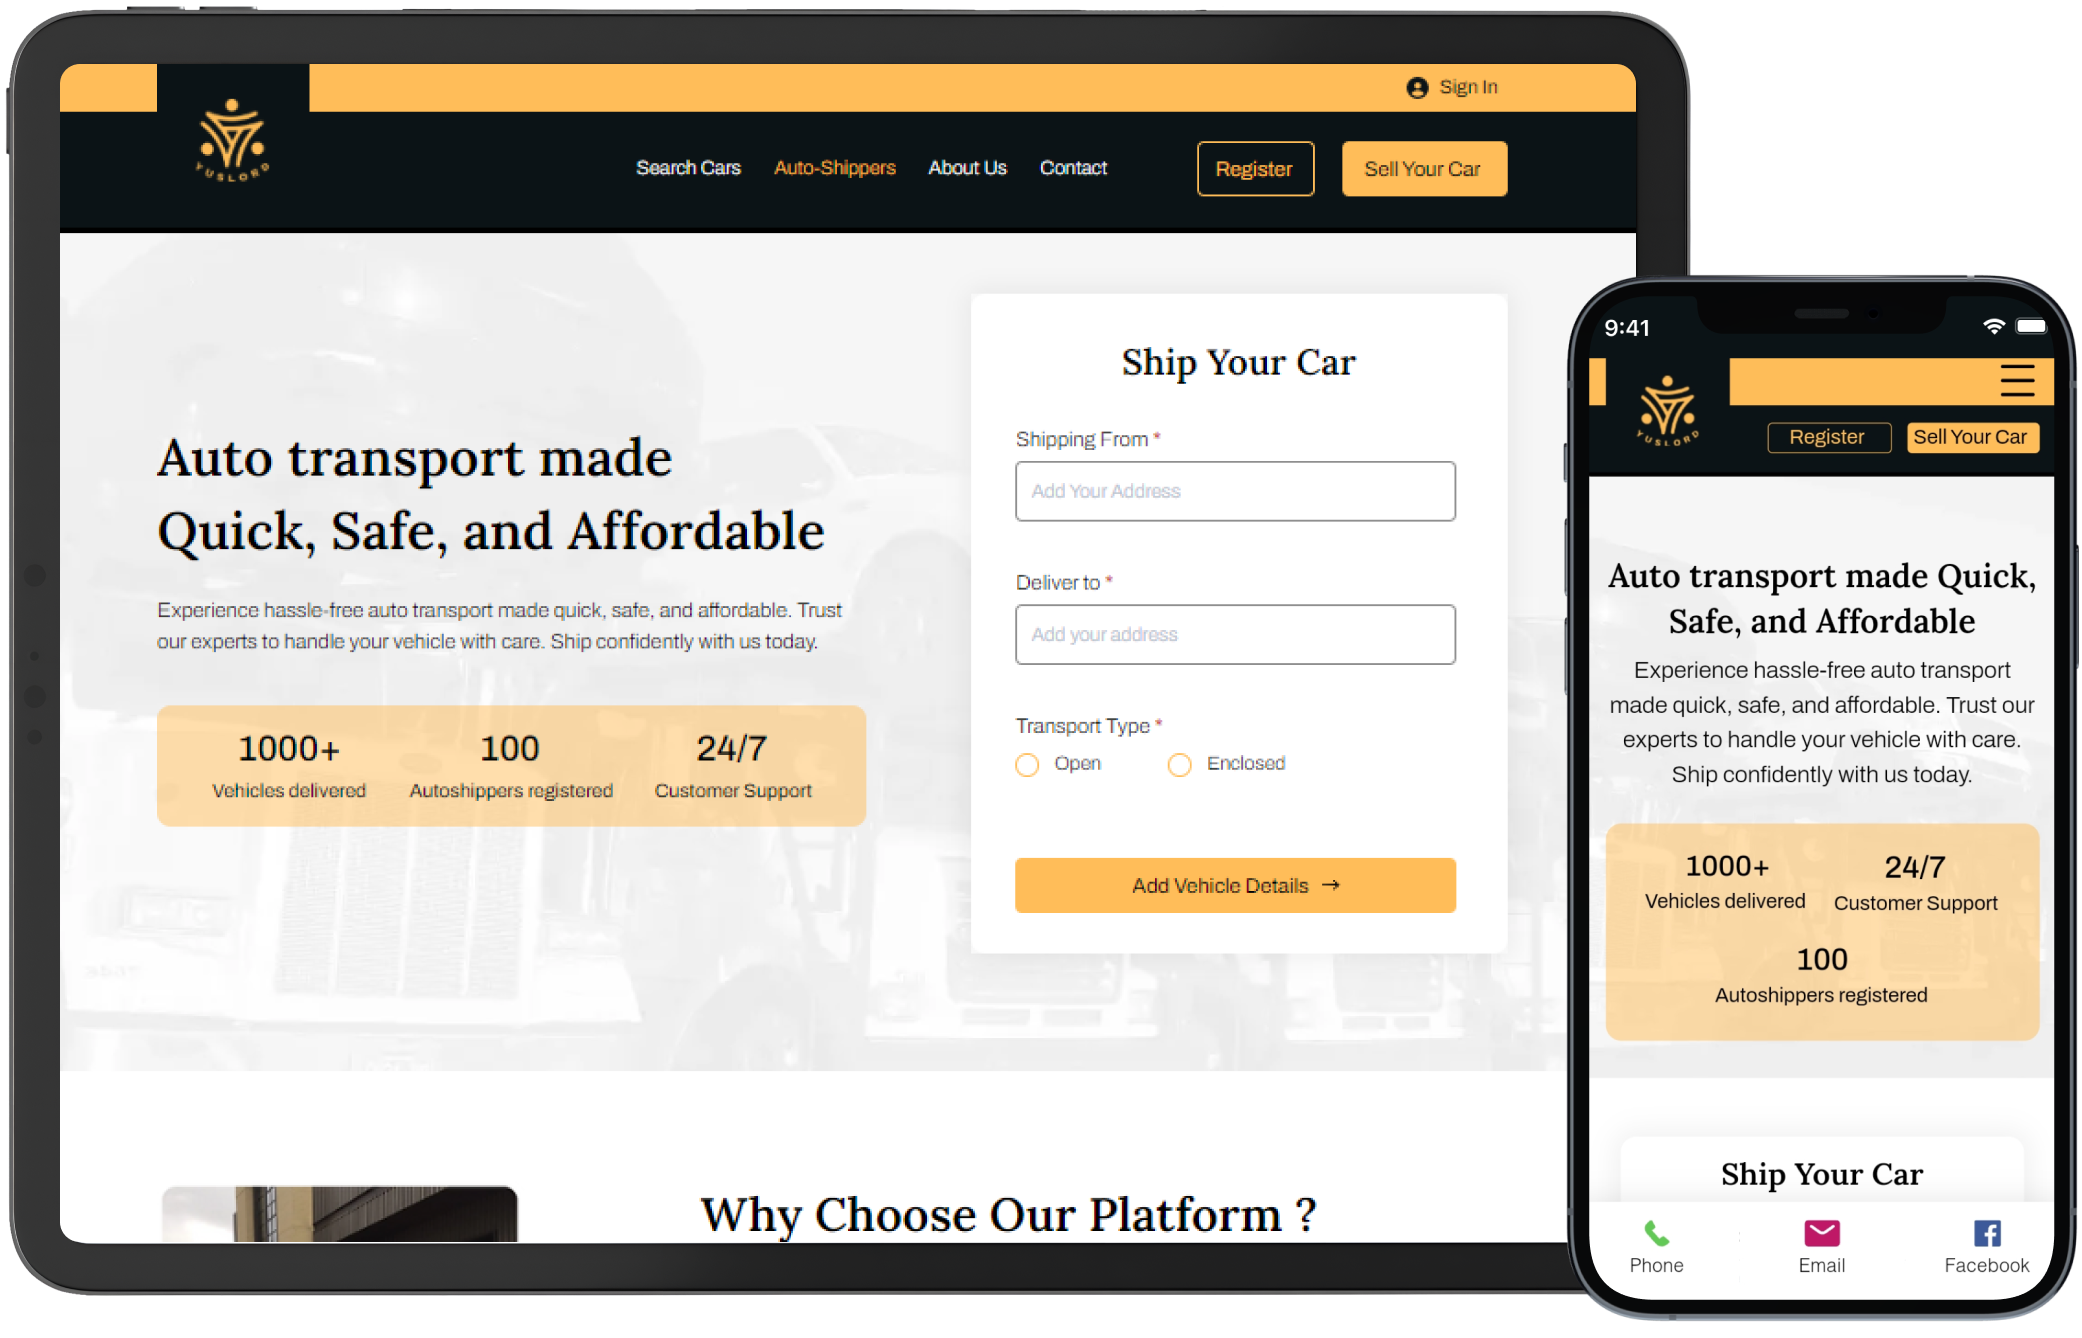 Sign In
YUSLORD
Search Cars
Auto-Shippers
About Us
Contact
Register
Sell Your Car
Auto transport made
Quick, Safe, and Affordable
Experience hassle-free auto transport made quick, safe, and affordable. Trust
our experts to handle your vehicle with care. Ship confidently with us today.
1000+
Vehicles delivered
100
Autoshippers registered
24/7
Customer Support
Ship Your Car
Shipping From *
Add Your Address
Deliver to *
Add your address
Transport Type *
Open
Enclosed
Add Vehicle Details →
Why Choose Our Platform ?
9:41
YUSLORD
Register
Sell Your Car
Auto transport made Quick,
Safe, and Affordable
Experience hassle-free auto transport
made quick, safe, and affordable. Trust our
experts to handle your vehicle with care.
Ship confidently with us today.
1000+
Vehicles delivered
24/7
Customer Support
100
Autoshippers registered
Ship Your Car
Phone
Email
Facebook